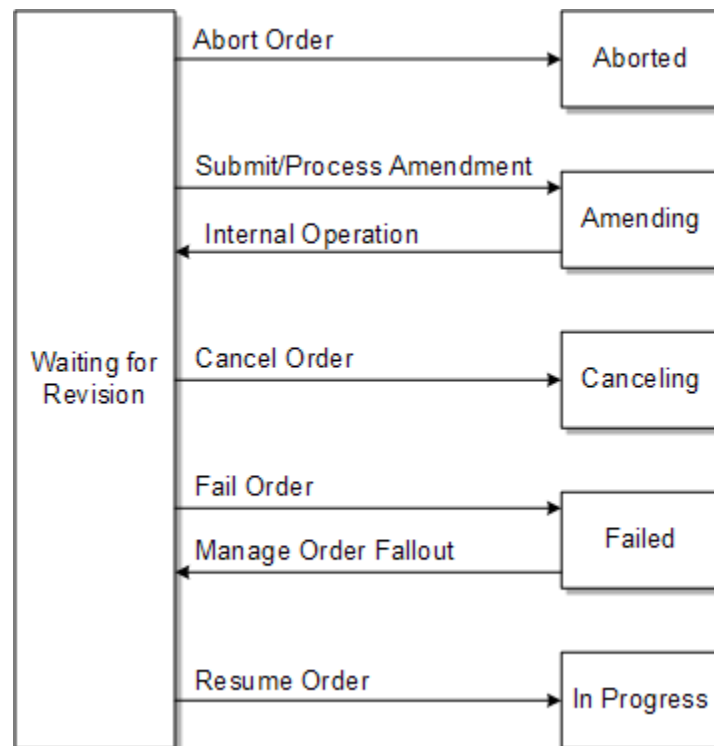 Abort Order
Aborted
Submit/Process Amendment
Internal Operation
Amending
Waiting for
Revision
Cancel Order
Canceling
Fail Order
Manage Order Fallout
Failed
Resume Order
In Progress